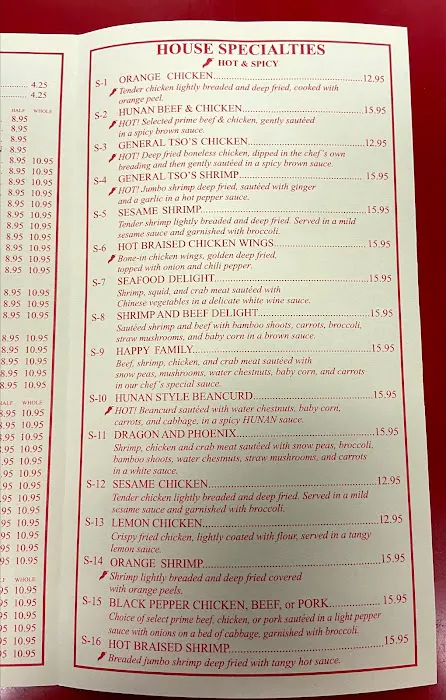 HOUSE SPECIALTIES
HOT & SPICY
S-1 ORANGE CHICKEN 12.95
Tender chicken lightly breaded and deep fried, cooked with
orange peel.
S-2 HUNAN BEEF & CHICKEN 15.95
HOT! Selected prime beef & chicken, gently sautéed
in a spicy brown sauce.
S-3 GENERAL TSO'S CHICKEN 12.95
HOT! Deep fried boneless chicken, dipped in the chef's own
breading and then gently sautéed in a spicy brown sauce.
S-4 GENERAL TSO'S SHRIMP 15.95
HOT! Jumbo shrimp deep fried, sautéed with ginger
and a garlic in a hot pepper sauce.
S-5 SESAME SHRIMP 15.95
Tender shrimp lightly breaded and deep fried. Served in a mild
sesame sauce and garnished with broccoli.
S-6 HOT BRAISED CHICKEN WINGS 15.95
Bone-in chicken wings, golden deep fried,
topped with onion and chili pepper.
S-7 SEAFOOD DELIGHT 15.95
Shrimp, squid, and crab meat sautéed with
Chinese vegetables in a delicate white wine sauce.
S-8 SHRIMP AND BEEF DELIGHT 15.95
Sautéed shrimp and beef with bamboo shoots, carrots, broccoli,
straw mushrooms, and baby corn in a brown sauce.
S-9 HAPPY FAMILY 15.95
Beef, shrimp, chicken, and crab meat sautéed with
snow peas, mushrooms, water chestnuts, baby corn, and carrots
in our chef's special sauce.
S-10 HUNAN STYLE BEANCURD 15.95
HOT! Beancurd sautéed with water chestnuts, baby corn,
carrots, and cabbage, in a spicy HUNAN sauce.
S-11 DRAGON AND PHOENIX 15.95
Shrimp, chicken and crab meat sautéed with snow peas, broccoli,
bamboo shoots, water chestnuts, straw mushrooms, and carrots
in a white sauce.
S-12 SESAME CHICKEN 12.95
Tender chicken lightly breaded and deep fried. Served in a mild
sesame sauce and garnished with broccoli.
S-13 LEMON CHICKEN 12.95
Crispy fried chicken, lightly coated with flour, served in a tangy
lemon sauce.
S-14 ORANGE SHRIMP 15.95
Shrimp lightly breaded and deep fried covered
with orange peels.
S-15 BLACK PEPPER CHICKEN, BEEF, or PORK 15.95
Choice of select prime beef, chicken, or pork sautéed in a light pepper
sauce with onions on a bed of cabbage, garnished with broccoli.
S-16 HOT BRAISED SHRIMP 15.95
Breaded jumbo shrimp deep fried with tangy hot sauce.